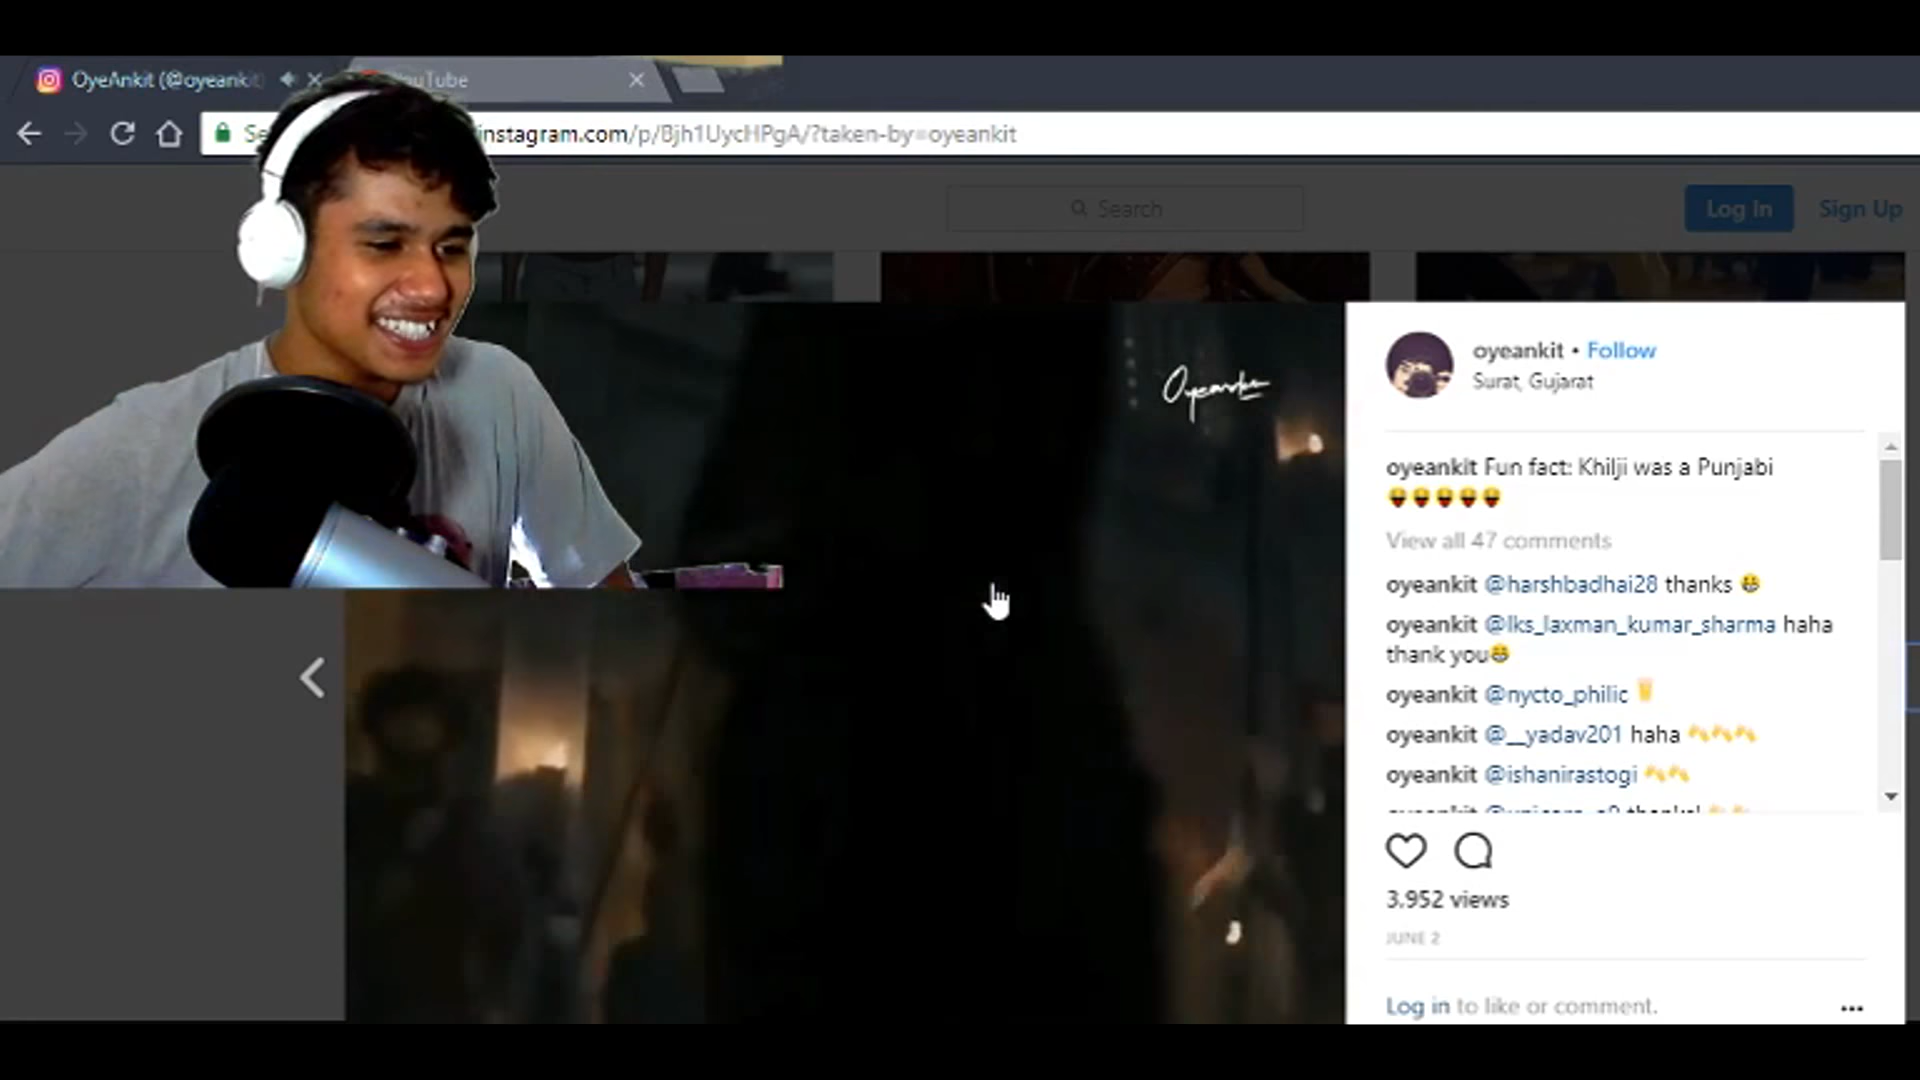 OyeAnkit (@oyeankit)
YouTube
instagram.com/p/Bjh1UycHPgA/?taken-by=oyeankit
Search
Log In
Sign Up
Oyeankit
oyeankit • Follow
Surat, Gujarat
oyeankit Fun fact: Khilji was a Punjabi
😝😝😝😝😝
View all 47 comments
oyeankit @harshbadhai28 thanks 😁
oyeankit @lks_laxman_kumar_sharma haha
thank you😁
oyeankit @nycto_philic 🍺
oyeankit @__yadav201 haha 🙌🙌🙌
oyeankit @ishanirastogi 🙌🙌
3,952 views
JUNE 2
Log in to like or comment.